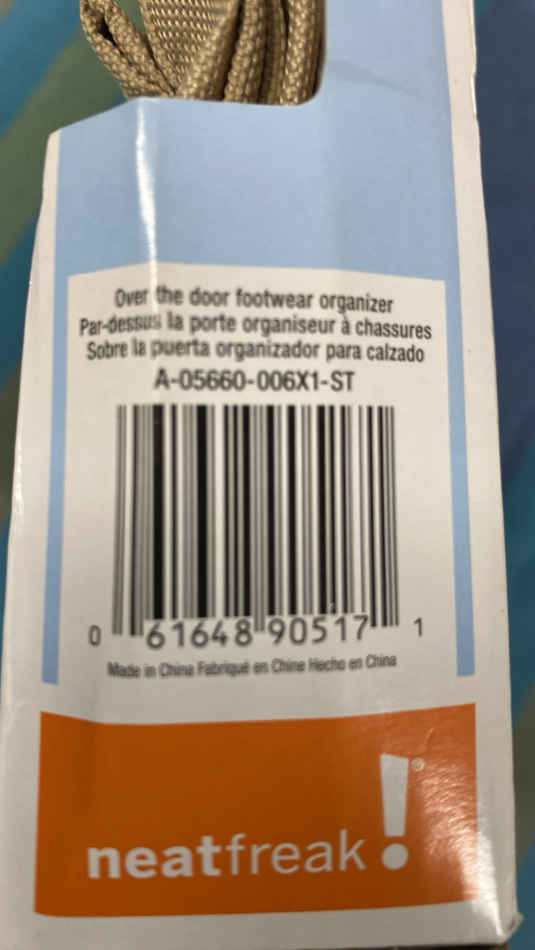 Over the door footwear organizer
Par-dessus la porte organiseur à chassures
Sobre la puerta organizador para calzado
A-05660-006X1-ST
0 61648 90517 1
Made in China Fabriqué en Chine Hecho en China
neatfreak!®